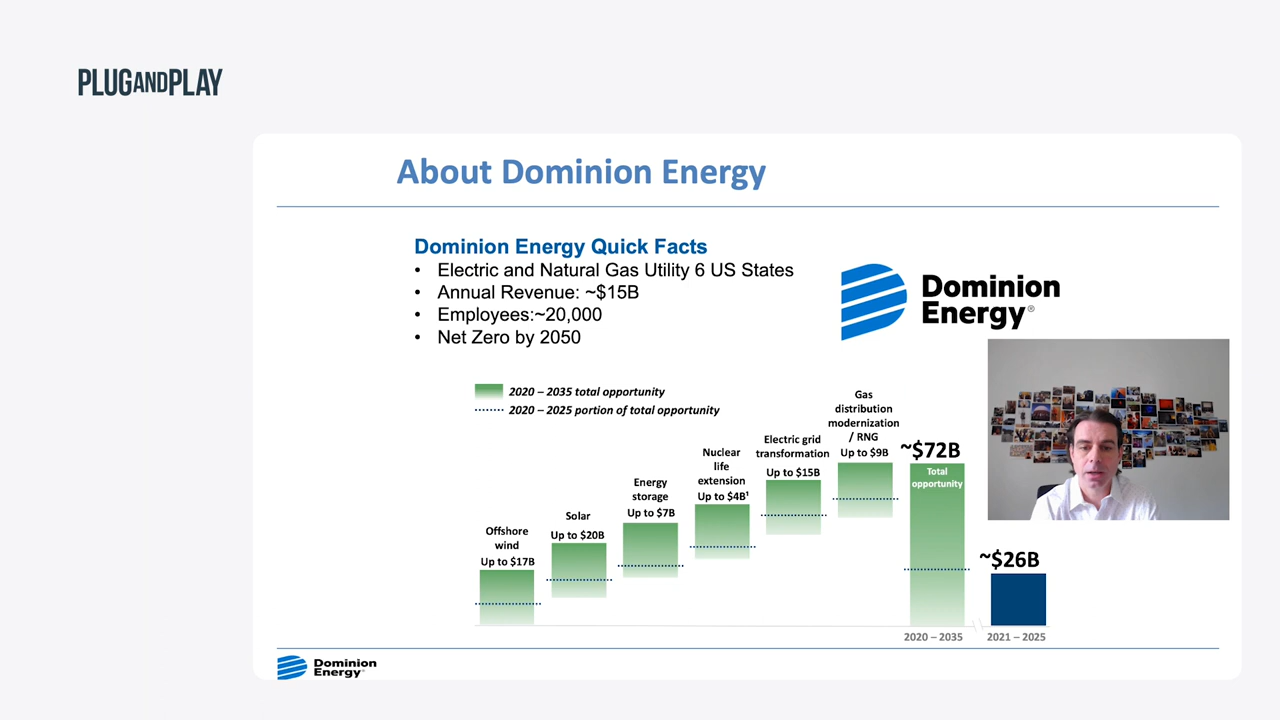 PLUGANDPLAY
About Dominion Energy
Dominion Energy Quick Facts
• Electric and Natural Gas Utility 6 US States
• Annual Revenue: ~$15B
• Employees:~20,000
• Net Zero by 2050
Dominion
Energy®
2020 – 2035 total opportunity
2020 – 2025 portion of total opportunity
Offshore
wind
Up to $17B
Solar
Up to $20B
Energy
storage
Up to $7B
Nuclear
life
extension
Up to $4B¹
Electric grid
transformation
Up to $15B
Gas
distribution
modernization
/ RNG
Up to $9B
~$72B
Total
opportunity
~$26B
2020 – 2035
2021 – 2025
Dominion
Energy